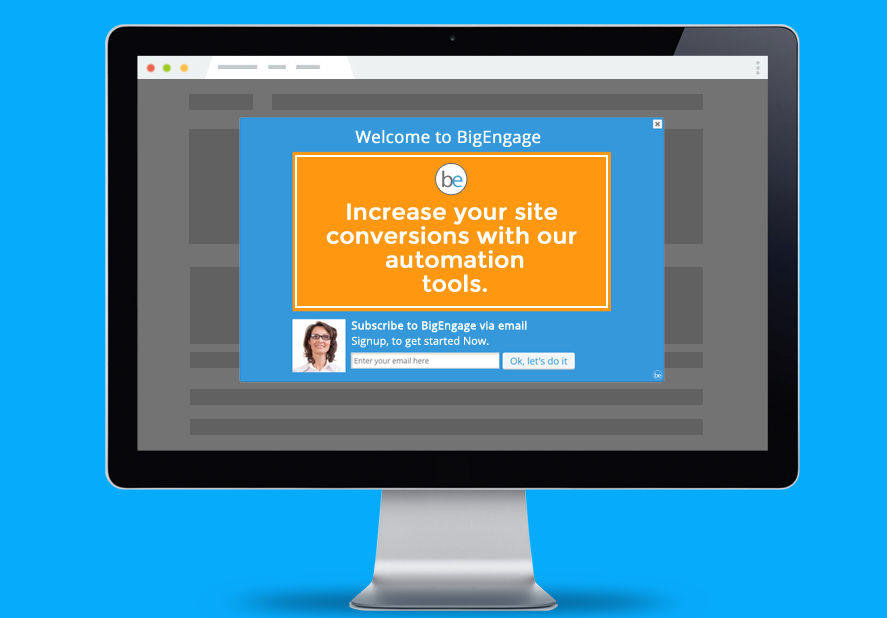 Welcome to BigEngage
be
Increase your site
conversions with our
automation
tools.
Subscribe to BigEngage via email
Signup, to get started Now.
Enter your email here
Ok, let's do it
be